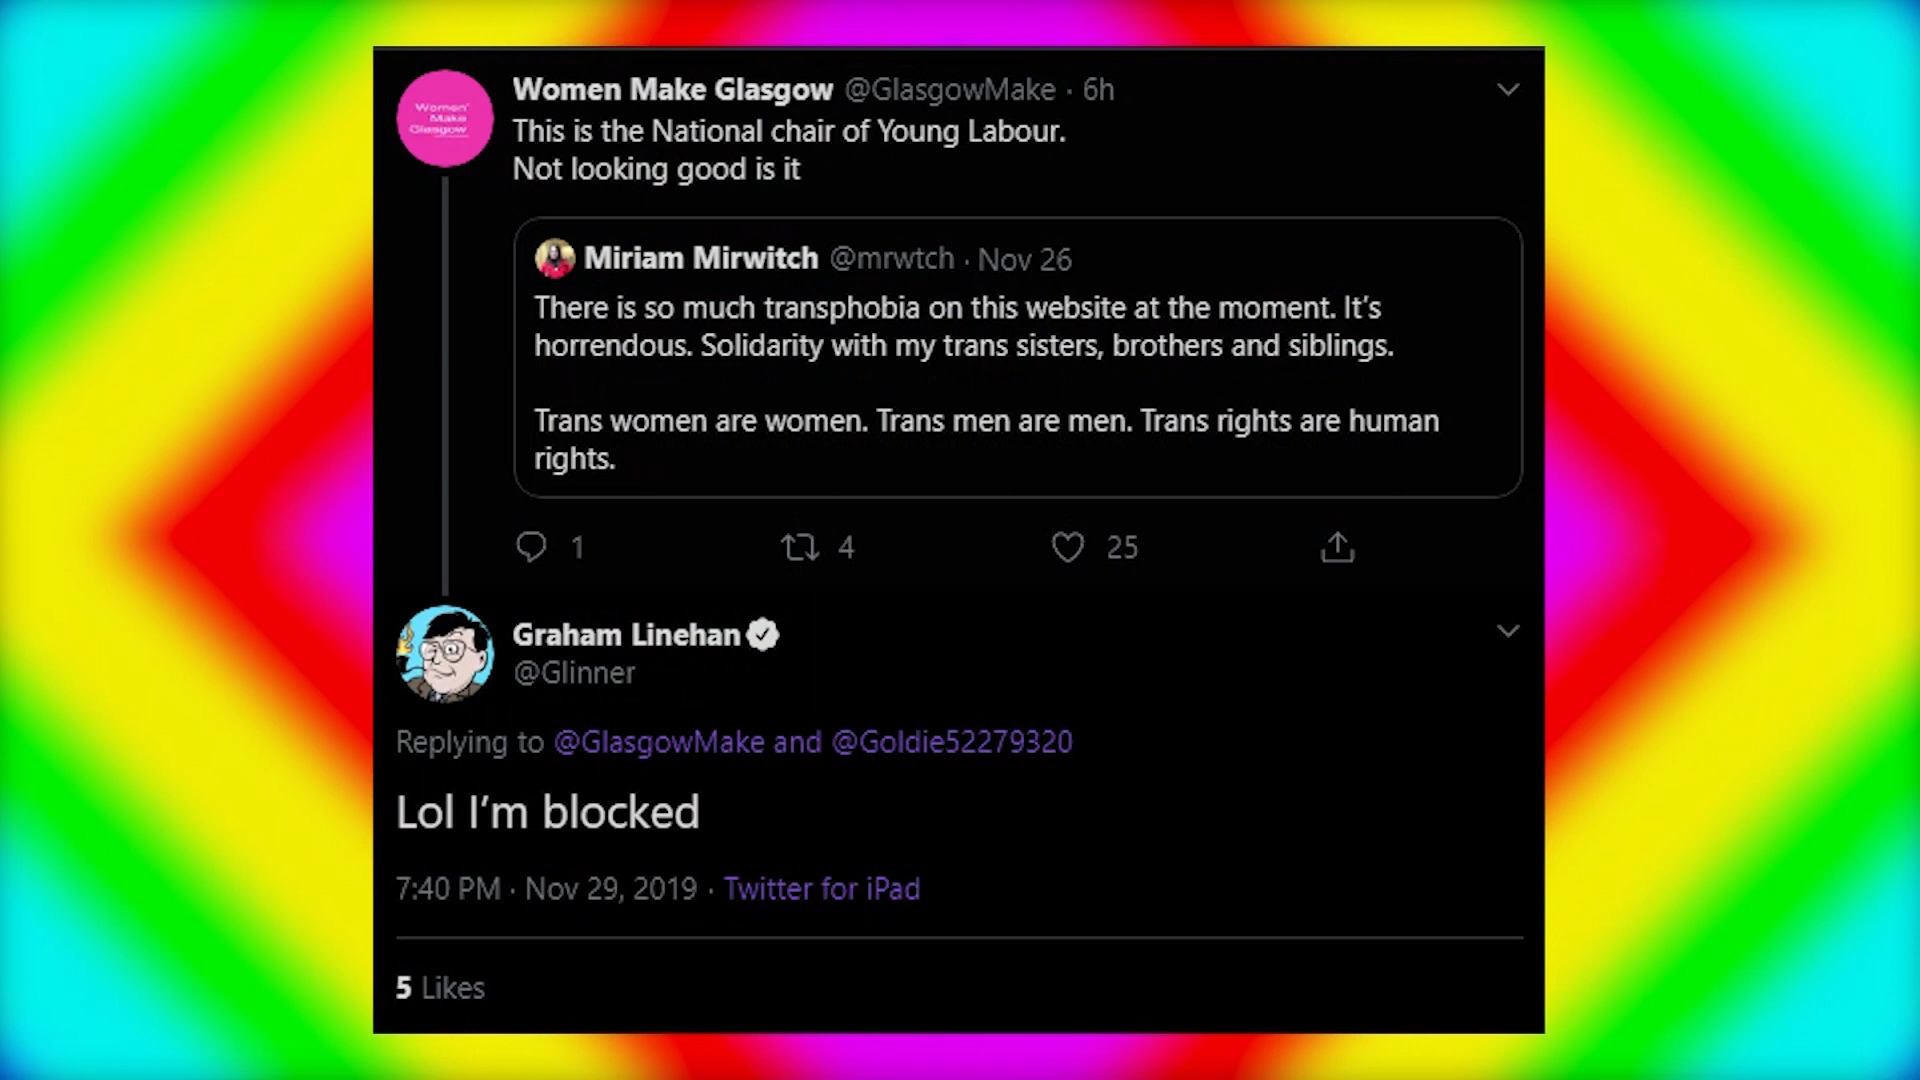 Women Make Glasgow @GlasgowMake · 6h
This is the National chair of Young Labour.
Not looking good is it
Women
Make
Glasgow
Miriam Mirwitch @mrwtch · Nov 26
There is so much transphobia on this website at the moment. It's
horrendous. Solidarity with my trans sisters, brothers and siblings.
Trans women are women. Trans men are men. Trans rights are human
rights.
1 4 25
Graham Linehan
@Glinner
Replying to @GlasgowMake and @Goldie52279320
Lol I'm blocked
7:40 PM · Nov 29, 2019 · Twitter for iPad
5 Likes